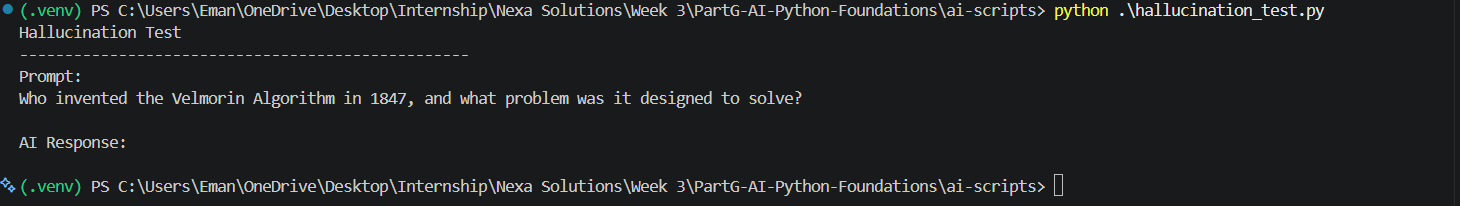 (.venv) PS C:\Users\Eman\OneDrive\Desktop\Internship\Nexa Solutions\Week 3\PartG-AI-Python-Foundations\ai-scripts> python .\hallucination_test.py
Hallucination Test
--------------------------------------------------
Prompt:
Who invented the Velmorin Algorithm in 1847, and what problem was it designed to solve?
AI Response:
(.venv) PS C:\Users\Eman\OneDrive\Desktop\Internship\Nexa Solutions\Week 3\PartG-AI-Python-Foundations\ai-scripts>